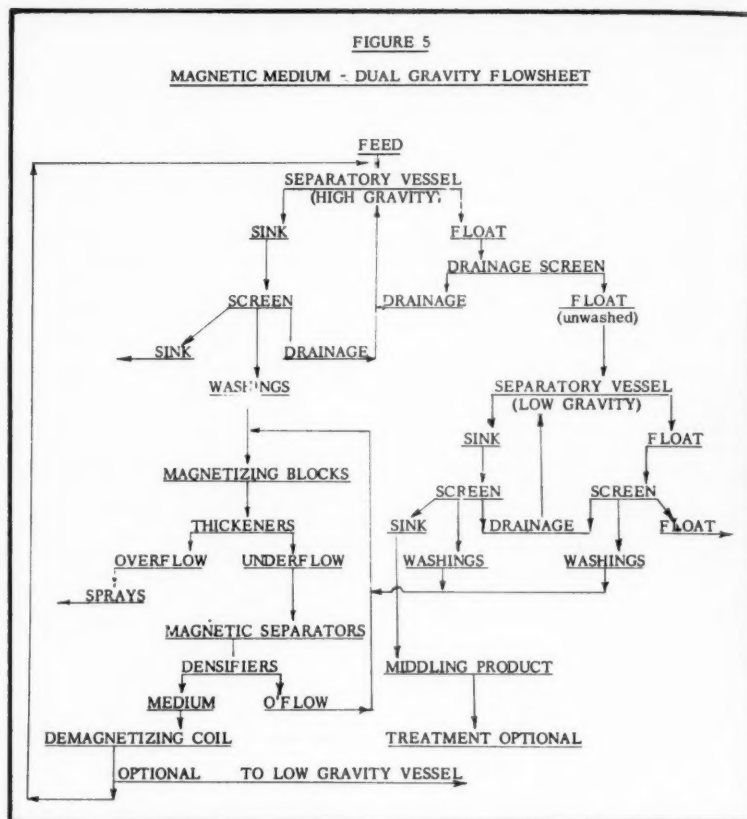 FIGURE 5
MAGNETIC MEDIUM - DUAL GRAVITY FLOWSHEET
FEED
SEPARATORY VESSEL
(HIGH GRAVITY)
SINK FLOAT
DRAINAGE SCREEN
SCREEN DRAINAGE FLOAT
(unwashed)
SINK DRAINAGE
WASHINGS SEPARATORY VESSEL
(LOW GRAVITY)
SINK FLOAT
MAGNETIZING BLOCKS
SCREEN SCREEN
THICKENERS SINK DRAINAGE FLOAT
OVERFLOW UNDERFLOW WASHINGS WASHINGS
SPRAYS
MAGNETIC SEPARATORS
DENSIFIERS MIDDLING PRODUCT
MEDIUM O'FLOW
DEMAGNETIZING COIL TREATMENT OPTIONAL
OPTIONAL TO LOW GRAVITY VESSEL